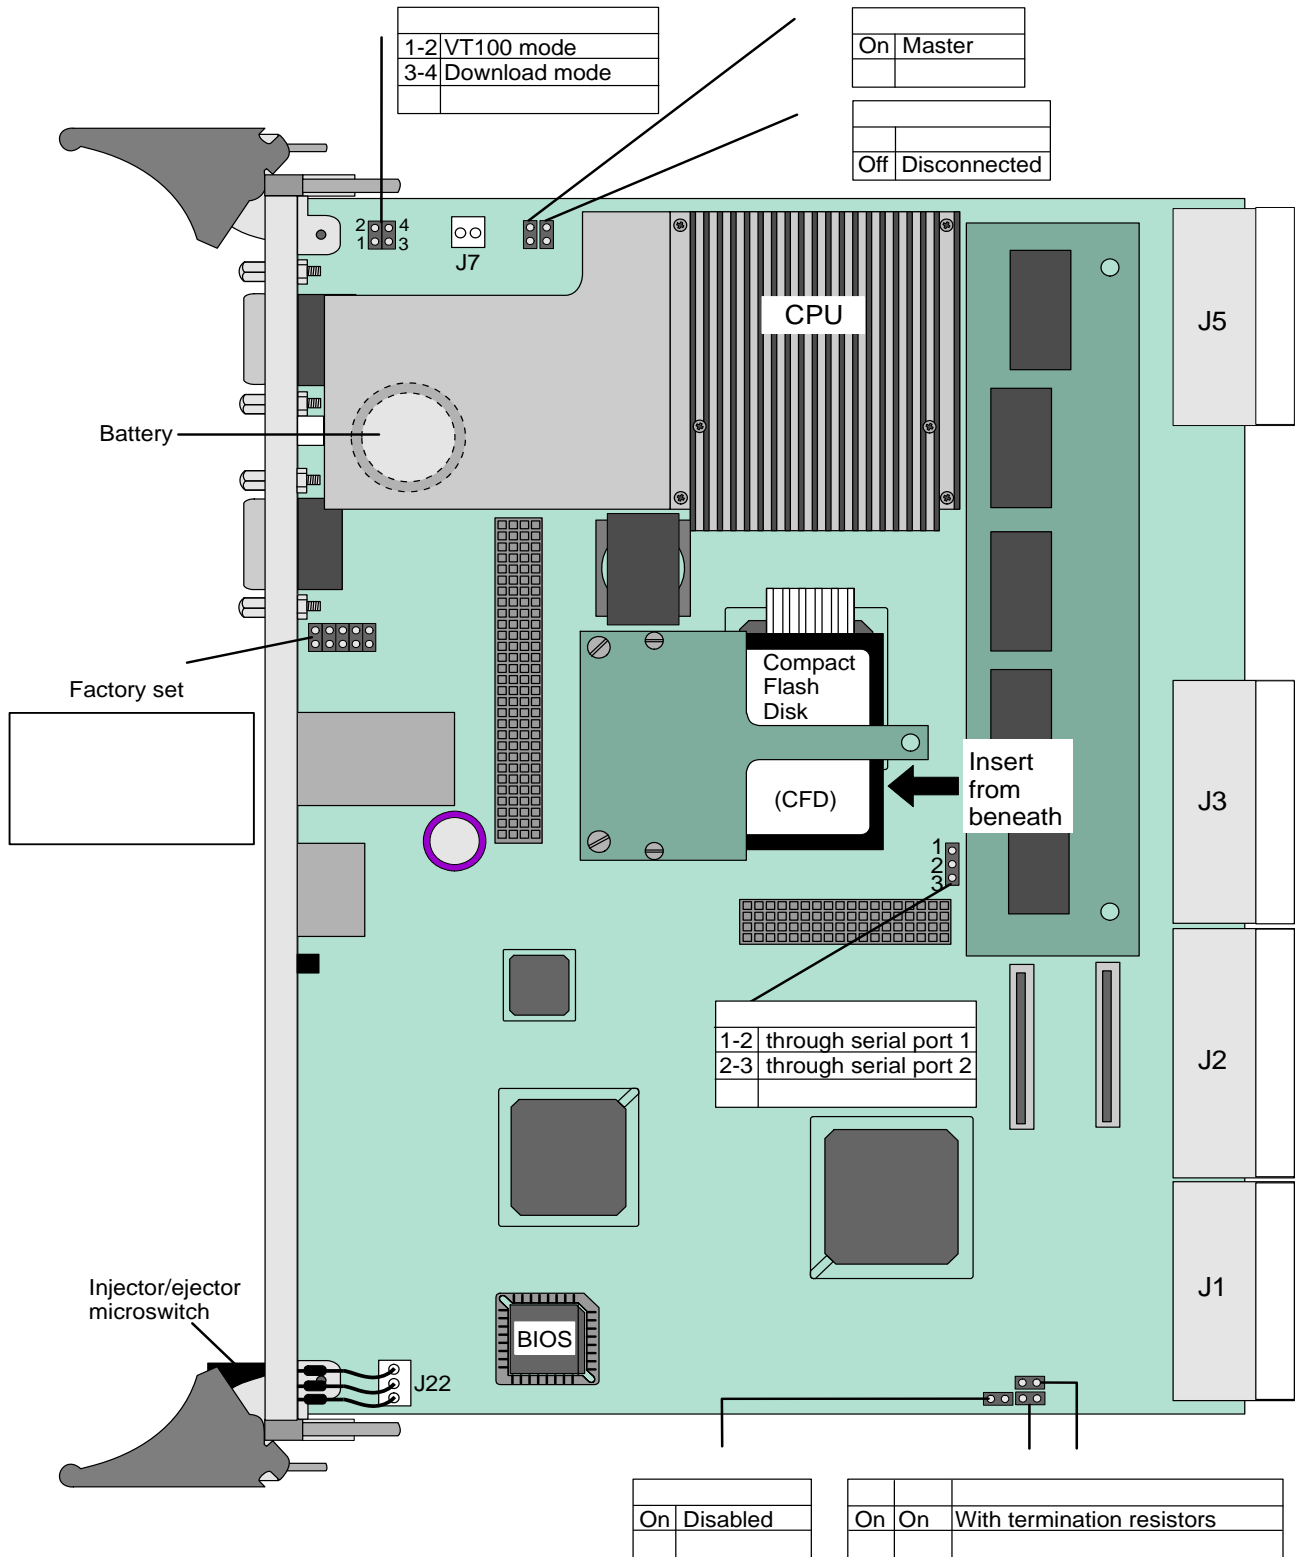 1-2 VT100 mode
3-4 Download mode
On Master
Off Disconnected
2 4
1 3
J7
CPU
J5
Battery
Factory set
Compact
Flash
Disk
(CFD)
Insert
from
beneath
J3
1
2
3
1-2 through serial port 1
2-3 through serial port 2
J2
Injector/ejector
microswitch
BIOS
J22
J1
On Disabled
On On With termination resistors